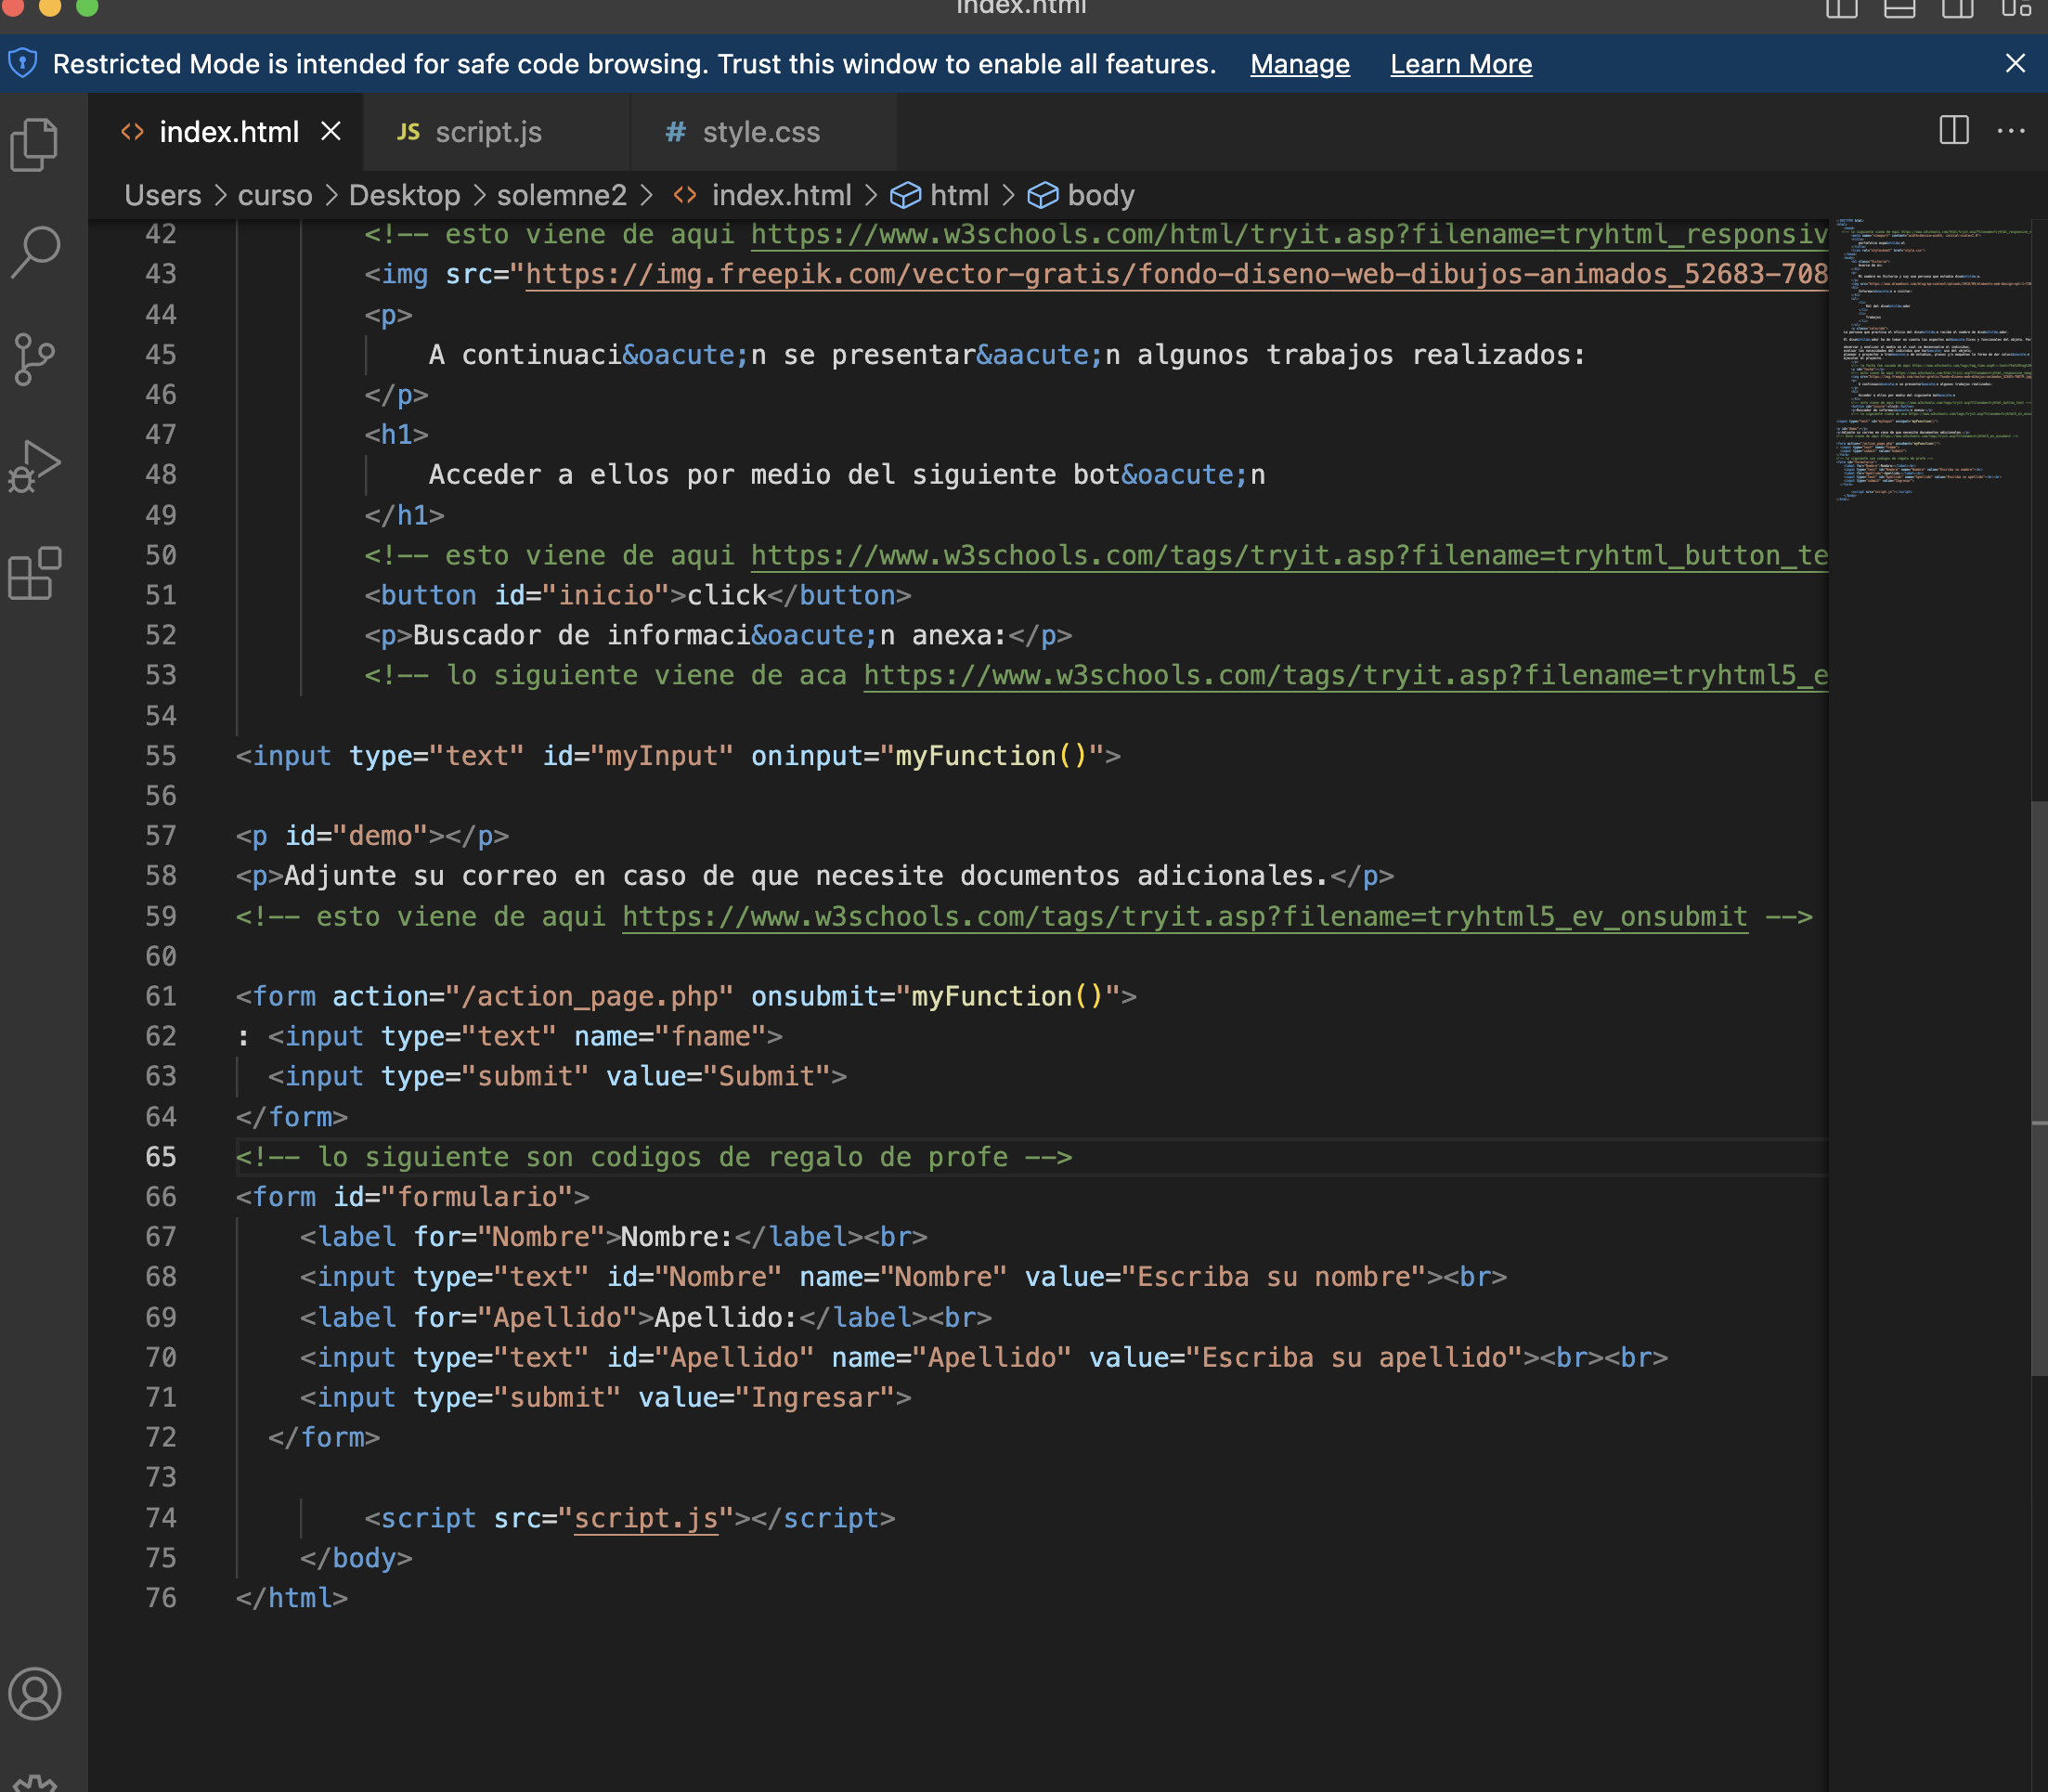 index.html
Restricted Mode is intended for safe code browsing. Trust this window to enable all features. Manage Learn More
index.html JS script.js # style.css
Users > curso > Desktop > solemne2 > <> index.html > html > body
42 <!-- esto viene de aqui https://www.w3schools.com/html/tryit.asp?filename=tryhtml_responsiv
43 <img src="https://img.freepik.com/vector-gratis/fondo-diseno-web-dibujos-animados_52683-708
44 <p>
45 A continuaci&oacute;n se presentar&aacute;n algunos trabajos realizados:
46 </p>
47 <h1>
48 Acceder a ellos por medio del siguiente bot&oacute;n
49 </h1>
50 <!-- esto viene de aqui https://www.w3schools.com/tags/tryit.asp?filename=tryhtml_button_te
51 <button id="inicio">click</button>
52 <p>Buscador de informaci&oacute;n anexa:</p>
53 <!-- lo siguiente viene de aca https://www.w3schools.com/tags/tryit.asp?filename=tryhtml5_e
54
55 <input type="text" id="myInput" oninput="myFunction()">
56
57 <p id="demo"></p>
58 <p>Adjunte su correo en caso de que necesite documentos adicionales.</p>
59 <!-- esto viene de aqui https://www.w3schools.com/tags/tryit.asp?filename=tryhtml5_ev_onsubmit -->
60
61 <form action="/action_page.php" onsubmit="myFunction()">
62 : <input type="text" name="fname">
63 <input type="submit" value="Submit">
64 </form>
65 <!-- lo siguiente son codigos de regalo de profe -->
66 <form id="formulario">
67 <label for="Nombre">Nombre:</label><br>
68 <input type="text" id="Nombre" name="Nombre" value="Escriba su nombre"><br>
69 <label for="Apellido">Apellido:</label><br>
70 <input type="text" id="Apellido" name="Apellido" value="Escriba su apellido"><br><br>
71 <input type="submit" value="Ingresar">
72 </form>
73
74 <script src="script.js"></script>
75 </body>
76 </html>